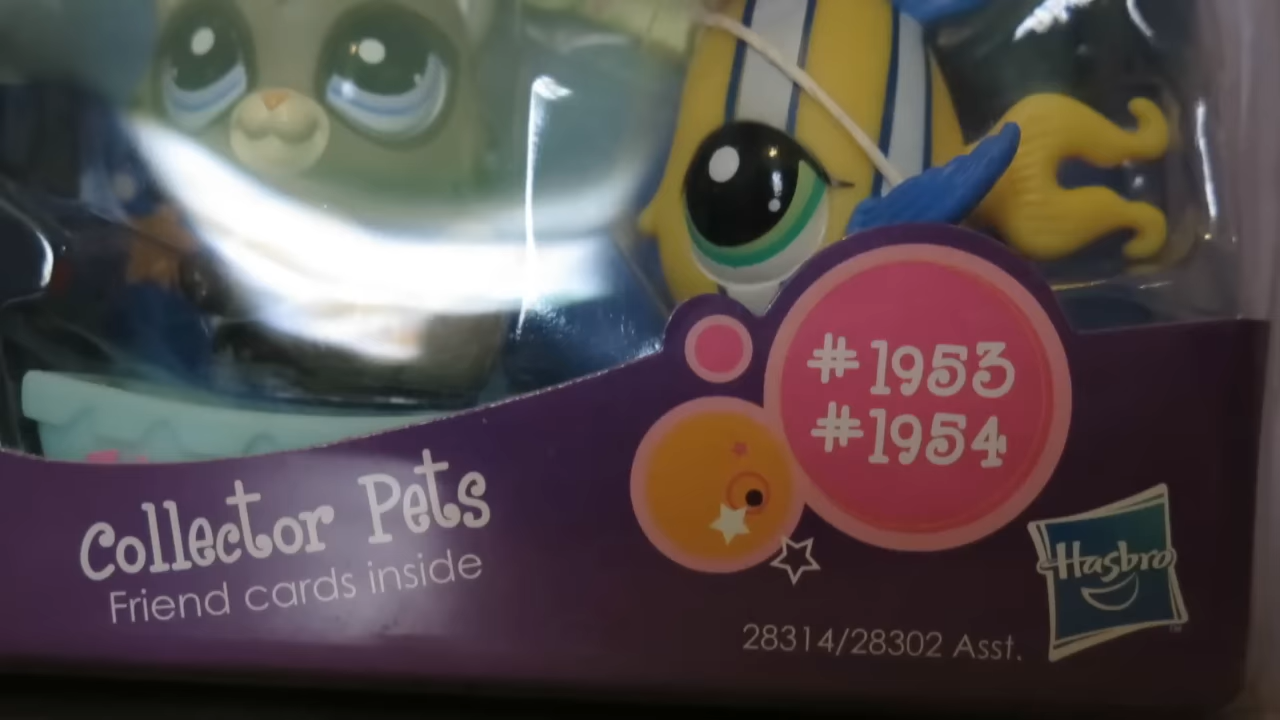 #1953
#1954
Collector Pets
Friend cards inside
Hasbro
28314/28302 Asst.